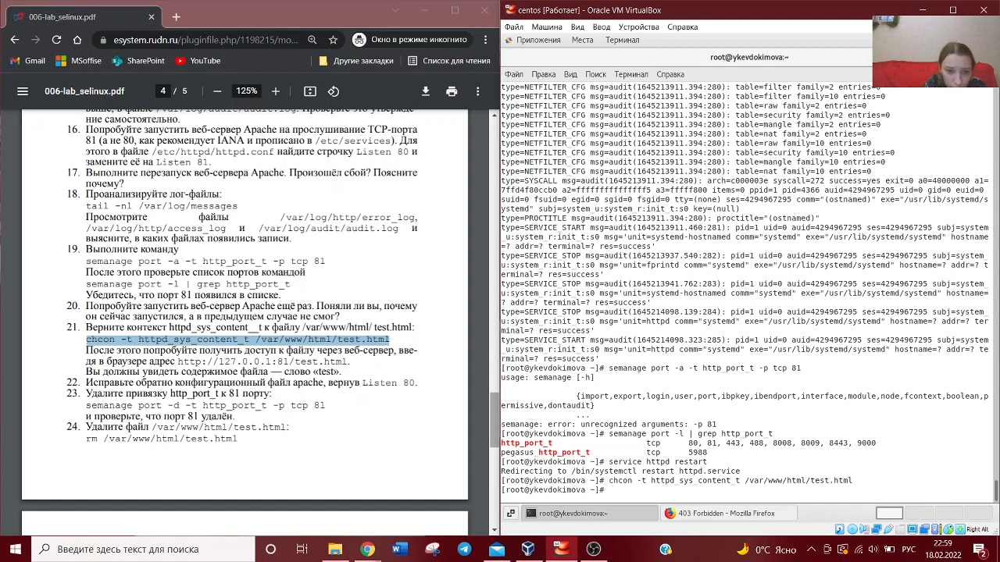 006-lab_selinux.pdf
esystem.rudn.ru/pluginfile.php/1198215/mo...
Окно в режиме инкогнито
Gmail
MSoffise
SharePoint
YouTube
Другие закладки
Список для чтения
006-lab_selinux.pdf
4 / 5
125%
ние самостоятельно.
16. Попробуйте запустить веб-сервер Apache на прослушивание TCP-порта
81 (а не 80, как рекомендует IANA и прописано в /etc/services). Для
этого в файле /etc/httpd/httpd.conf найдите строчку Listen 80 и
замените её на Listen 81.
17. Выполните перезапуск веб-сервера Apache. Произошёл сбой? Поясните
почему?
18. Проанализируйте лог-файлы:
tail -nl /var/log/messages
Просмотрите файлы /var/log/http/error_log,
/var/log/http/access_log и /var/log/audit/audit.log и
выясните, в каких файлах появились записи.
19. Выполните команду
semanage port -a -t http_port_t -р tcp 81
После этого проверьте список портов командой
semanage port -l | grep http_port_t
Убедитесь, что порт 81 появился в списке.
20. Попробуйте запустить веб-сервер Apache ещё раз. Поняли ли вы, почему
он сейчас запустился, а в предыдущем случае не смог?
21. Верните контекст httpd_sys_cоntent__t к файлу /var/www/html/ test.html:
chcon -t httpd_sys_content_t /var/www/html/test.html
После этого попробуйте получить доступ к файлу через веб-сервер, вве-
дя в браузере адрес http://127.0.0.1:81/test.html.
Вы должны увидеть содержимое файла — слово «test».
22. Исправьте обратно конфигурационный файл apache, вернув Listen 80.
23. Удалите привязку http_port_t к 81 порту:
semanage port -d -t http_port_t -p tcp 81
и проверьте, что порт 81 удалён.
24. Удалите файл /var/www/html/test.html:
rm /var/www/html/test.html
centos [Работает] - Oracle VM VirtualBox
Файл Машина Вид Ввод Устройства Справка
Приложения Места Терминал
root@ykevdokimova:~
Файл Правка Вид Поиск Терминал Справка
type=NETFILTER_CFG msg=audit(1645213911.394:280): table=filter family=2 entries=0
type=NETFILTER_CFG msg=audit(1645213911.394:280): table=filter family=10 entries=0
type=NETFILTER_CFG msg=audit(1645213911.394:280): table=raw family=2 entries=0
type=NETFILTER_CFG msg=audit(1645213911.394:280): table=security family=2 entries=0
type=NETFILTER_CFG msg=audit(1645213911.394:280): table=mangle family=2 entries=0
type=NETFILTER_CFG msg=audit(1645213911.394:280): table=nat family=2 entries=0
type=NETFILTER_CFG msg=audit(1645213911.394:280): table=raw family=10 entries=0
type=NETFILTER_CFG msg=audit(1645213911.394:280): table=security family=10 entries=0
type=NETFILTER_CFG msg=audit(1645213911.394:280): table=mangle family=10 entries=0
type=NETFILTER_CFG msg=audit(1645213911.394:280): table=nat family=10 entries=0
type=SYSCALL msg=audit(1645213911.394:280): arch=c000003e syscall=272 success=yes exit=0 a0=40000000 a1=
7ffd4f80ccb0 a2=fffffffffffffff5 a3=fffff800 items=0 ppid=1 pid=4366 auid=4294967295 uid=0 gid=0 euid=0
suid=0 fsuid=0 egid=0 sgid=0 fsgid=0 tty=(none) ses=4294967295 comm="(ostnamed)" exe="/usr/lib/systemd/s
ystemd" subj=system_u:system_r:init_t:s0 key=(null)
type=PROCTITLE msg=audit(1645213911.394:280): proctitle="(ostnamed)"
type=SERVICE_START msg=audit(1645213911.460:281): pid=1 uid=0 auid=4294967295 ses=4294967295 subj=system
_u:system_r:init_t:s0 msg='unit=systemd-hostnamed comm="systemd" exe="/usr/lib/systemd/systemd" hostname
=? addr=? terminal=? res=success'
type=SERVICE_STOP msg=audit(1645213937.540:282): pid=1 uid=0 auid=4294967295 ses=4294967295 subj=system_
u:system_r:init_t:s0 msg='unit=fprintd comm="systemd" exe="/usr/lib/systemd/systemd" hostname=? addr=? t
erminal=? res=success'
type=SERVICE_STOP msg=audit(1645213941.762:283): pid=1 uid=0 auid=4294967295 ses=4294967295 subj=system_
u:system_r:init_t:s0 msg='unit=systemd-hostnamed comm="systemd" exe="/usr/lib/systemd/systemd" hostname=
? addr=? terminal=? res=success'
type=SERVICE_STOP msg=audit(1645214098.139:284): pid=1 uid=0 auid=4294967295 ses=4294967295 subj=system_
u:system_r:init_t:s0 msg='unit=httpd comm="systemd" exe="/usr/lib/systemd/systemd" hostname=? addr=? ter
minal=? res=success'
type=SERVICE_START msg=audit(1645214098.323:285): pid=1 uid=0 auid=4294967295 ses=4294967295 subj=system
_u:system_r:init_t:s0 msg='unit=httpd comm="systemd" exe="/usr/lib/systemd/systemd" hostname=? addr=? te
rminal=? res=success'
[root@ykevdokimova ~]# semanage port -a -t http_port_t -р tcp 81
usage: semanage [-h]
{import,export,login,user,port,ibpkey,ibendport,interface,module,node,fcontext,boolean,p
ermissive,dontaudit}
...
semanage: error: unrecognized arguments: -р 81
[root@ykevdokimova ~]# semanage port -l | grep http_port_t
http_port_t tcp 80, 81, 443, 488, 8008, 8009, 8443, 9000
pegasus_http_port_t tcp 5988
[root@ykevdokimova ~]# service httpd restart
Redirecting to /bin/systemctl restart httpd.service
[root@ykevdokimova ~]# chcon -t httpd_sys_content_t /var/www/html/test.html
[root@ykevdokimova ~]#
root@ykevdokimova:~
403 Forbidden - Mozilla Firefox
Right Alt
Введите здесь текст для поиска
0°C Ясно
РУС
22:59
18.02.2022
2